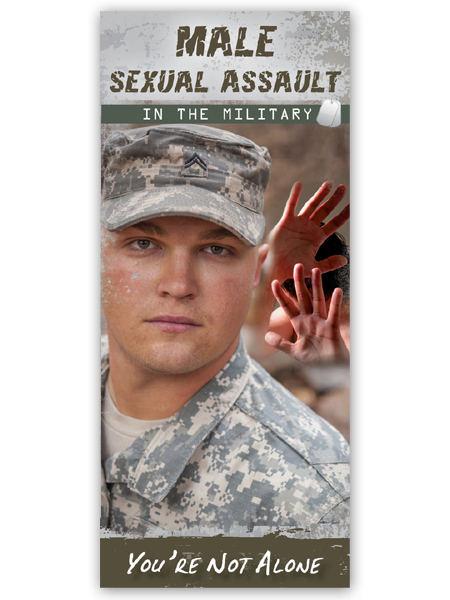 MALE
SEXUAL ASSAULT
IN THE MILITARY
YOU'RE NOT ALONE